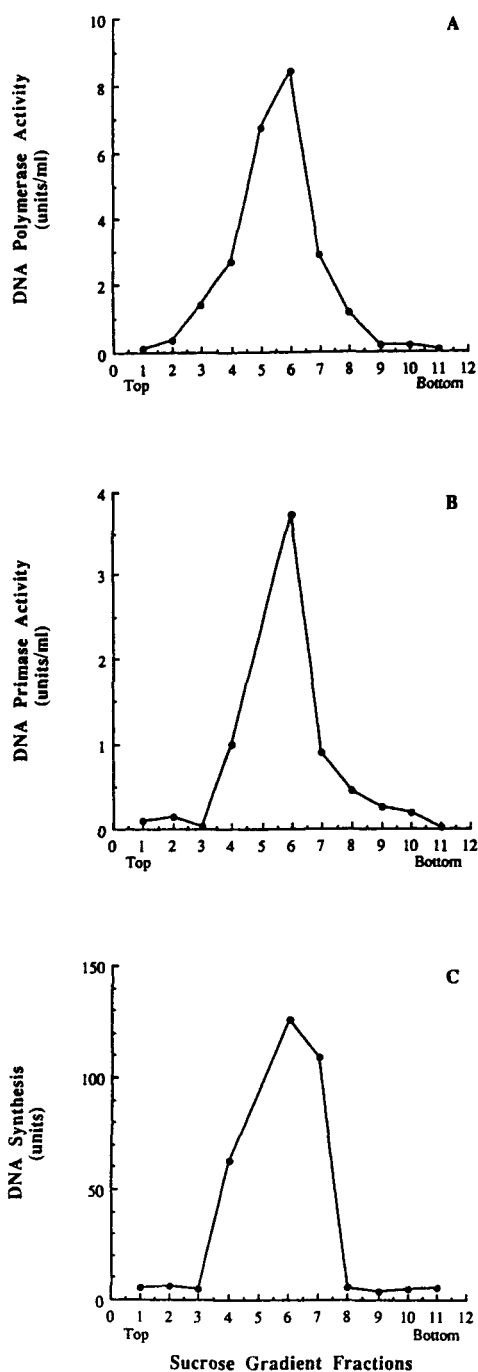 A
DNA Polymerase Activity
(units/ml)
10
8
6
4
2
0
0 1 2 3 4 5 6 7 8 9 10 11 12
Top Bottom
B
DNA Primase Activity
(units/ml)
4
3
2
1
0
0 1 2 3 4 5 6 7 8 9 10 11 12
Top Bottom
C
DNA Synthesis
(units)
150
100
50
0
0 1 2 3 4 5 6 7 8 9 10 11 12
Top Bottom
Sucrose Gradient Fractions